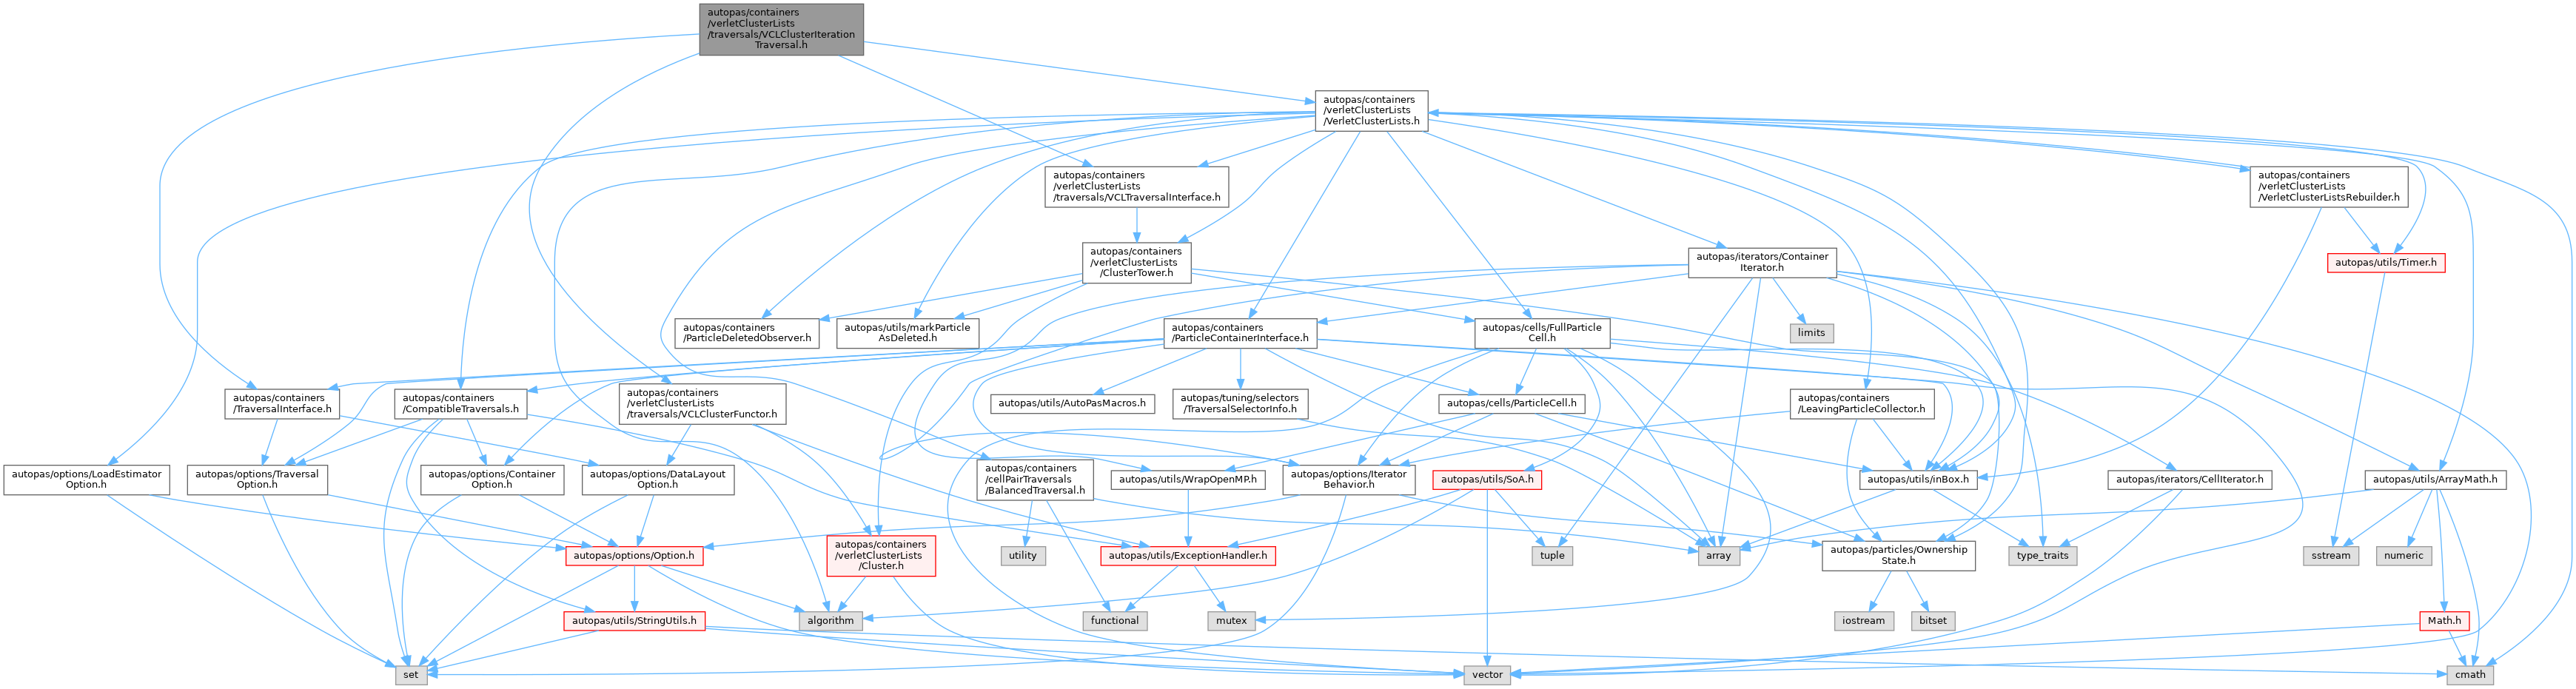 autopas/containers
/verletClusterLists
/traversals/VCLClusterIteration
Traversal.h
autopas/containers
/verletClusterLists
/VerletClusterLists.h
autopas/containers
/verletClusterLists
/traversals/VCLTraversalInterface.h
autopas/containers
/verletClusterLists
/VerletClusterListsRebuilder.h
autopas/containers
/verletClusterLists
/ClusterTower.h
autopas/iterators/Container
Iterator.h
autopas/utils/Timer.h
autopas/containers
/ParticleDeletedObserver.h
autopas/utils/markParticle
AsDeleted.h
autopas/containers
/ParticleContainerInterface.h
autopas/cells/FullParticle
Cell.h
limits
autopas/containers
/TraversalInterface.h
autopas/containers
/CompatibleTraversals.h
autopas/containers
/verletClusterLists
/traversals/VCLClusterFunctor.h
autopas/utils/AutoPasMacros.h
autopas/tuning/selectors
/TraversalSelectorInfo.h
autopas/cells/ParticleCell.h
autopas/containers
/LeavingParticleCollector.h
autopas/options/LoadEstimator
Option.h
autopas/options/Traversal
Option.h
autopas/options/Container
Option.h
autopas/options/DataLayout
Option.h
autopas/containers
/cellPairTraversals
/BalancedTraversal.h
autopas/utils/WrapOpenMP.h
autopas/options/Iterator
Behavior.h
autopas/utils/SoA.h
autopas/utils/inBox.h
autopas/iterators/CellIterator.h
autopas/utils/ArrayMath.h
autopas/options/Option.h
autopas/containers
/verletClusterLists
/Cluster.h
utility
autopas/utils/ExceptionHandler.h
tuple
array
autopas/particles/Ownership
State.h
type_traits
sstream
numeric
autopas/utils/StringUtils.h
algorithm
functional
mutex
iostream
bitset
Math.h
set
vector
cmath